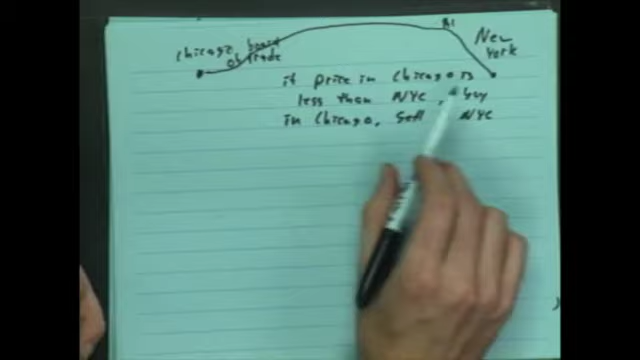 Chicago board
of Trade
New
York
if price in Chicago is
less than NYC, buy
in Chicago, sell NYC